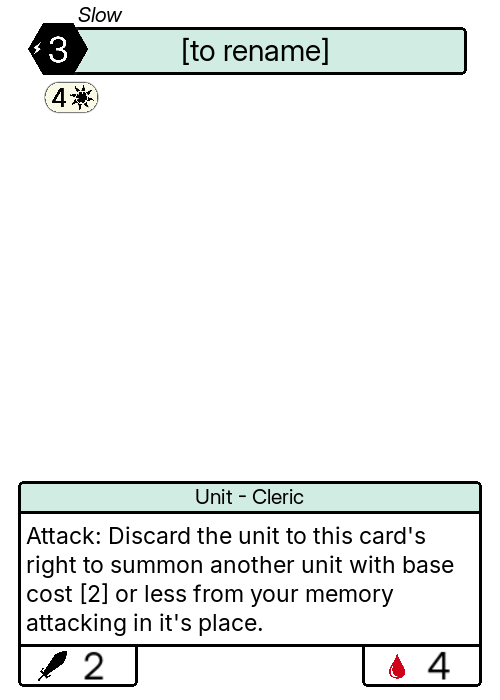 Slow
3 [to rename]
4
Unit - Cleric
Attack: Discard the unit to this card's
right to summon another unit with base
cost [2] or less from your memory
attacking in it's place.
2 4